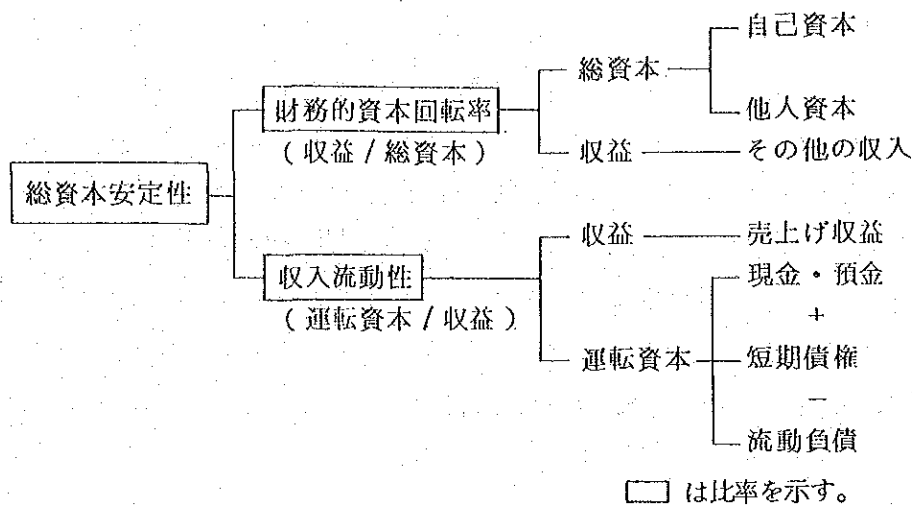 自己資本
総資本
財務的資本回転率
他人資本
(収益/総資本)
収益
その他の収入
総資本安定性
収益
売上げ収益
収入流動性
現金・預金
(運転資本/収益)
+
運転資本
短期債権
−
流動負債
□は比率を示す。